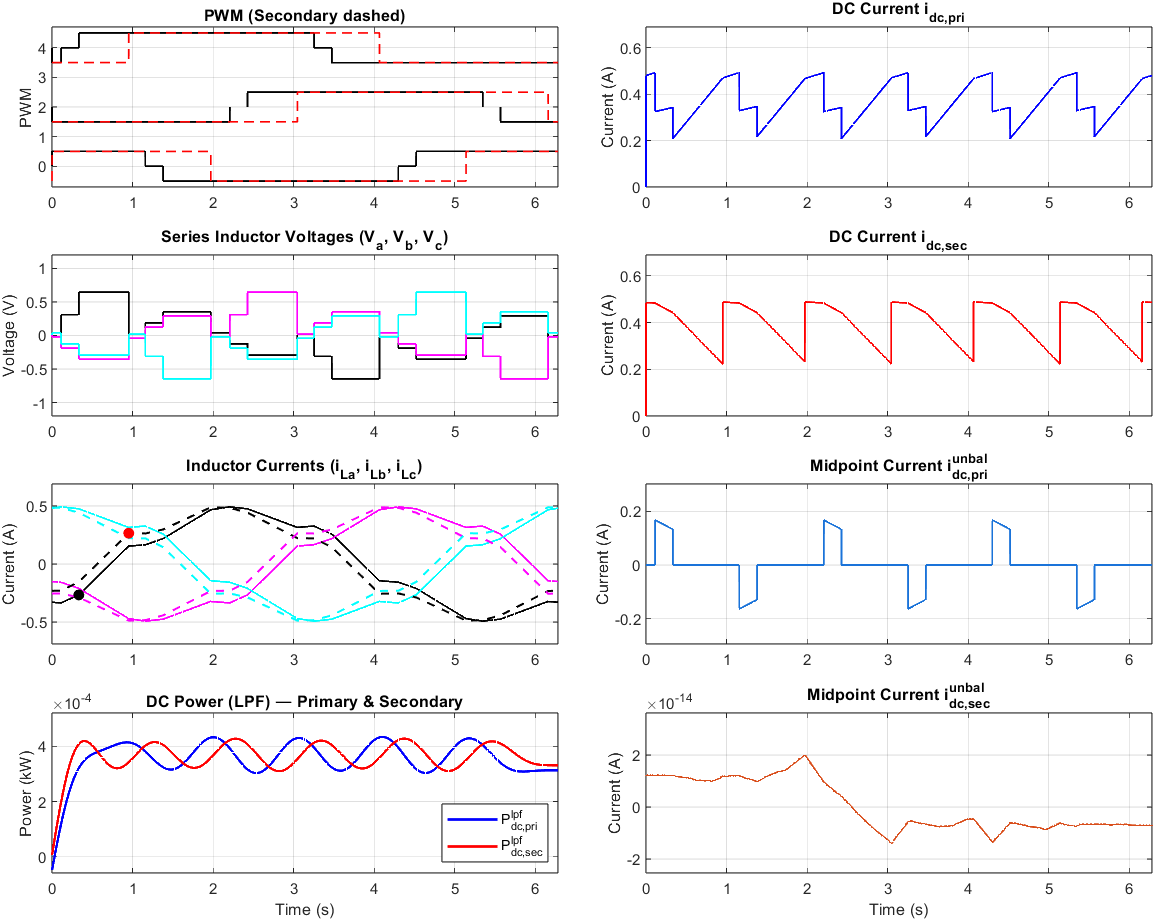 PWM (Secondary dashed)
PWM
4
3
2
1
0
0 1 2 3 4 5 6
DC Current i_dc,pri
Current (A)
0.6
0.4
0.2
0
0 1 2 3 4 5 6
Series Inductor Voltages (V_a, V_b, V_c)
Voltage (V)
1
0.5
0
-0.5
-1
0 1 2 3 4 5 6
DC Current i_dc,sec
Current (A)
0.6
0.4
0.2
0
0 1 2 3 4 5 6
Inductor Currents (i_La, i_Lb, i_Lc)
Current (A)
0.5
0
-0.5
0 1 2 3 4 5 6
Midpoint Current i^unbal_dc,pri
Current (A)
0.2
0
-0.2
0 1 2 3 4 5 6
×10^-4
DC Power (LPF) — Primary & Secondary
Power (kW)
4
2
0
P^lpf_dc,pri
P^lpf_dc,sec
0 1 2 3 4 5 6
Time (s)
×10^-14
Midpoint Current i^unbal_dc,sec
Current (A)
2
0
-2
0 1 2 3 4 5 6
Time (s)